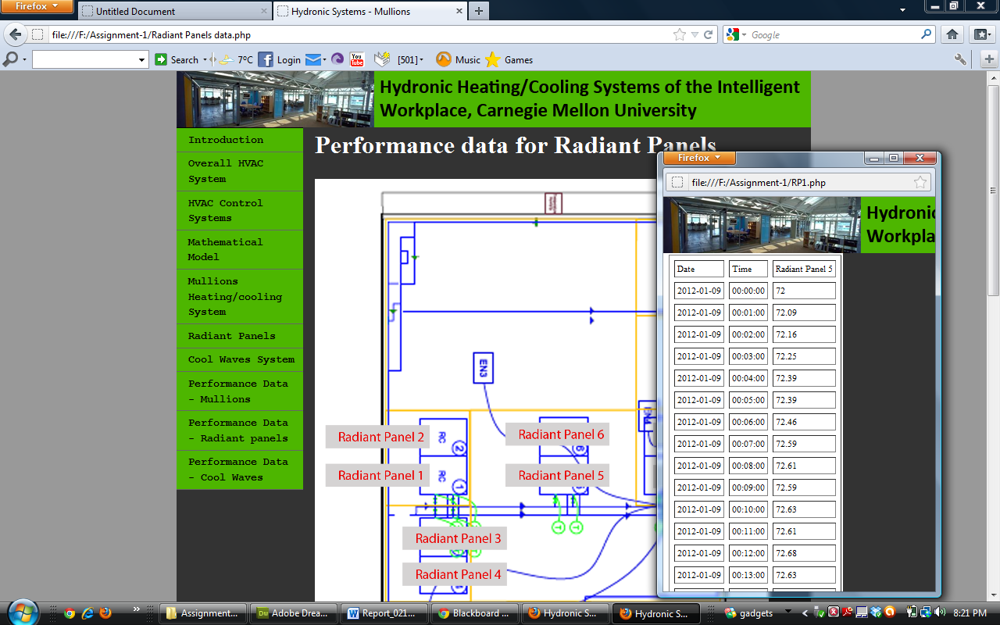 Firefox
Untitled Document
Hydronic Systems - Mullions
file:///F:/Assignment-1/Radiant Panels data.php
Google
Search
7°C
Login
You
Tube
[501]
Music
Games
Hydronic Heating/Cooling Systems of the Intelligent
Workplace, Carnegie Mellon University
Introduction
Overall HVAC
System
HVAC Control
Systems
Mathematical
Model
Mullions
Heating/cooling
System
Radiant Panels
Cool Waves System
Performance Data
- Mullions
Performance Data
- Radiant panels
Performance Data
- Cool Waves
Performance data for Radiant Panels
EN3
RC
2
RC
1
6
T
T
Radiant Panel 2
Radiant Panel 6
Radiant Panel 1
Radiant Panel 5
Radiant Panel 3
Radiant Panel 4
Firefox
file:///F:/Assignment-1/RP1.php
Hydronic
Workpla
Date Time Radiant Panel 5
2012-01-09 00:00:00 72
2012-01-09 00:01:00 72.09
2012-01-09 00:02:00 72.16
2012-01-09 00:03:00 72.25
2012-01-09 00:04:00 72.39
2012-01-09 00:05:00 72.39
2012-01-09 00:06:00 72.46
2012-01-09 00:07:00 72.59
2012-01-09 00:08:00 72.61
2012-01-09 00:09:00 72.59
2012-01-09 00:10:00 72.63
2012-01-09 00:11:00 72.61
2012-01-09 00:12:00 72.68
2012-01-09 00:13:00 72.63
Assignment...
Adobe Drea...
Report_021...
Blackboard ...
Hydronic S...
Hydronic S...
gadgets
8:21 PM